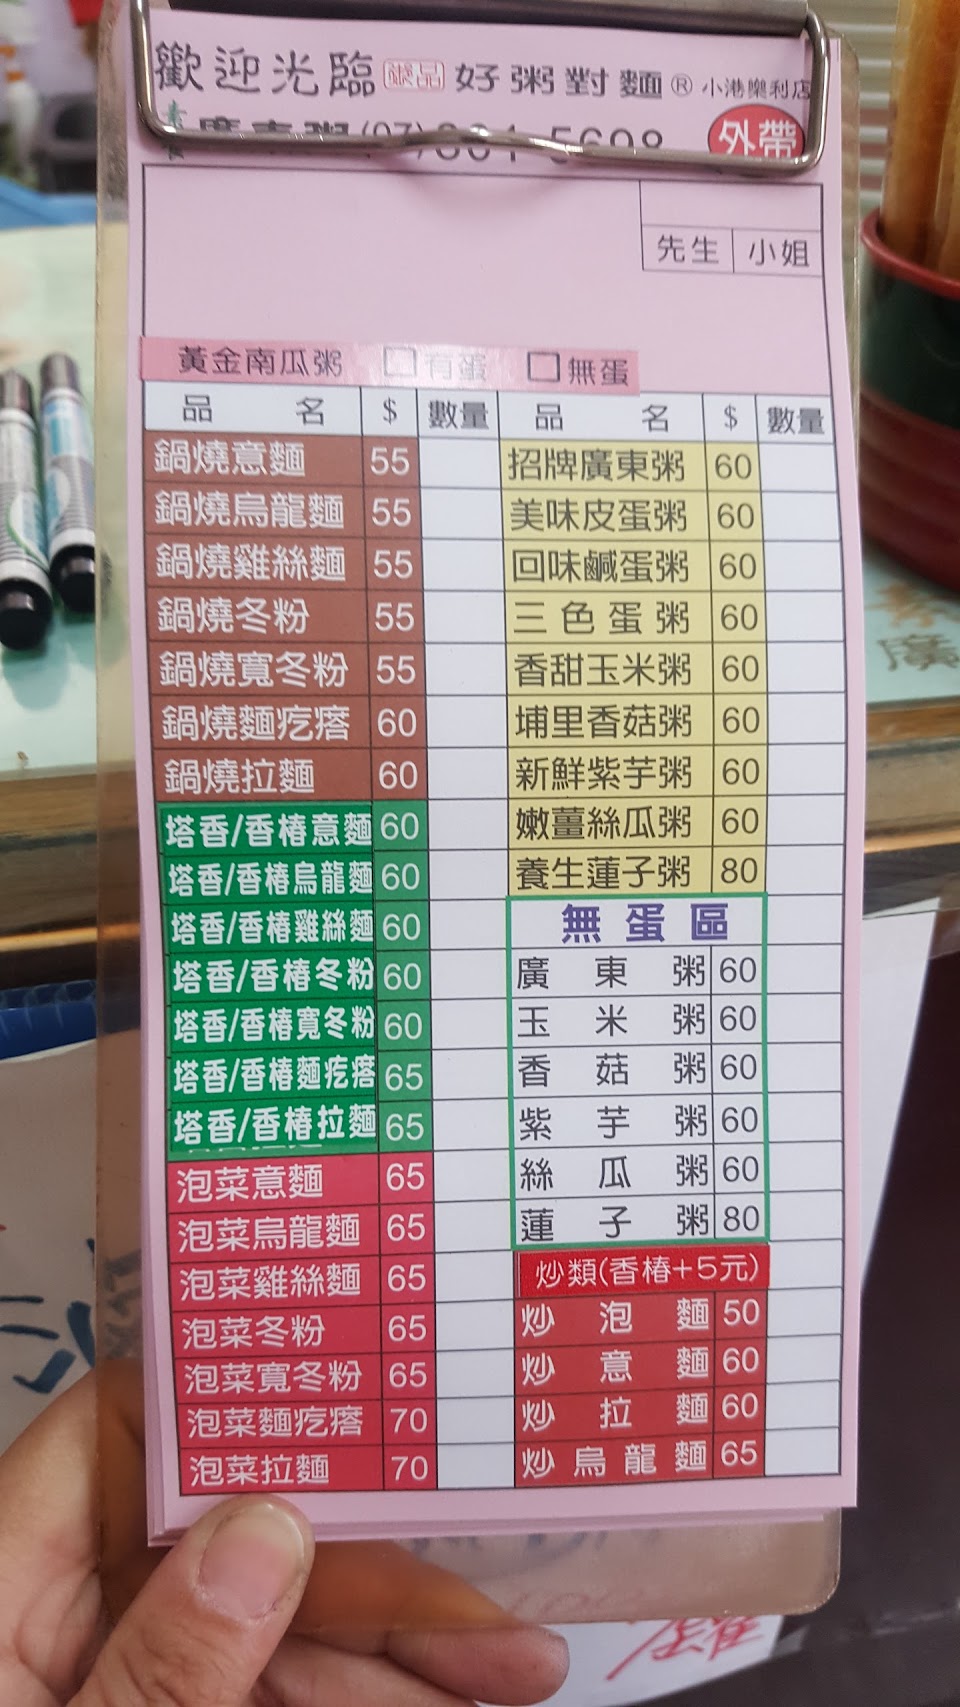 歡迎光臨 粥品 好粥對麵® 小港樂利店
素食 廣東粥 (07)801-5698 外帶
先生 小姐
黃金南瓜粥 □有蛋 □無蛋
品名 $ 數量
鍋燒意麵 55
鍋燒烏龍麵 55
鍋燒雞絲麵 55
鍋燒冬粉 55
鍋燒寬冬粉 55
鍋燒麵疙瘩 60
鍋燒拉麵 60
塔香/香椿意麵 60
塔香/香椿烏龍麵 60
塔香/香椿雞絲麵 60
塔香/香椿冬粉 60
塔香/香椿寬冬粉 60
塔香/香椿麵疙瘩 65
塔香/香椿拉麵 65
泡菜意麵 65
泡菜烏龍麵 65
泡菜雞絲麵 65
泡菜冬粉 65
泡菜寬冬粉 65
泡菜麵疙瘩 70
泡菜拉麵 70
品名 $ 數量
招牌廣東粥 60
美味皮蛋粥 60
回味鹹蛋粥 60
三色蛋粥 60
香甜玉米粥 60
埔里香菇粥 60
新鮮紫芋粥 60
嫩薑絲瓜粥 60
養生蓮子粥 80
無蛋區
廣東粥 60
玉米粥 60
香菇粥 60
紫芋粥 60
絲瓜粥 60
蓮子粥 80
炒類(香椿+5元)
炒泡麵 50
炒意麵 60
炒拉麵 60
炒烏龍麵 65
廣